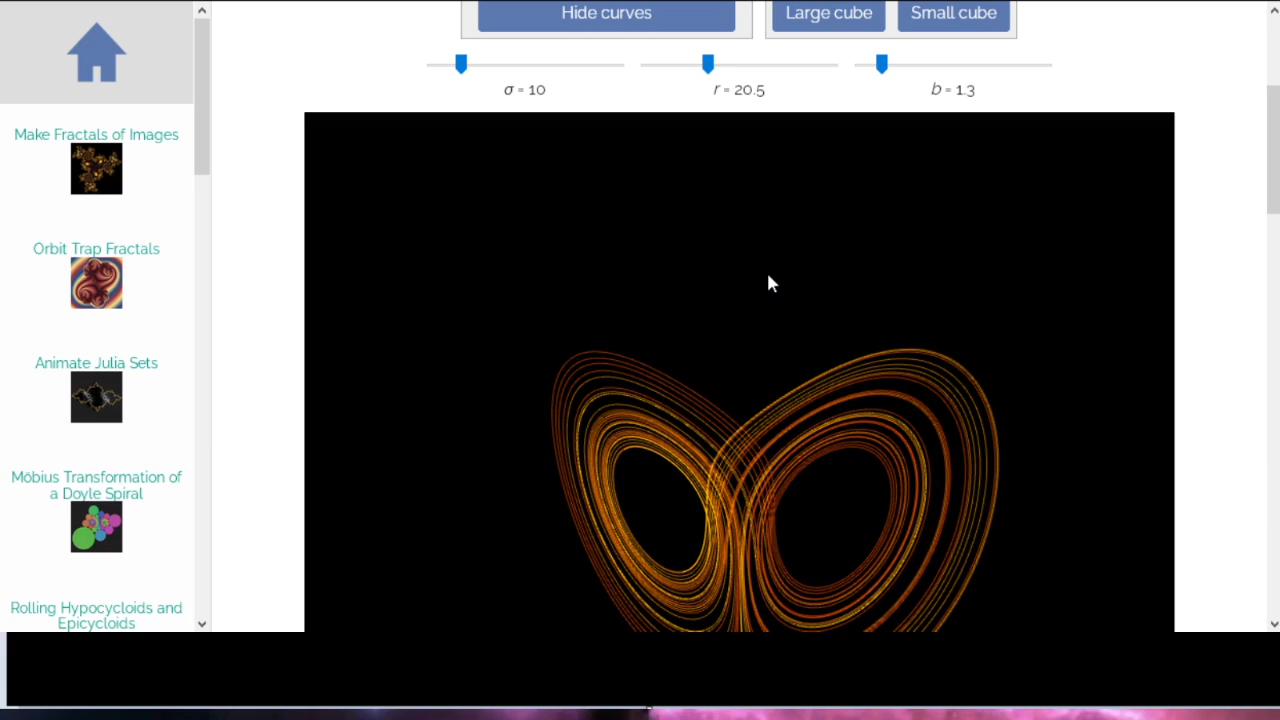 Hide curves
Large cube
Small cube
σ = 10
r = 20.5
b = 1.3
Make Fractals of Images
Orbit Trap Fractals
Animate Julia Sets
Möbius Transformation of
a Doyle Spiral
Rolling Hypocycloids and
Epicycloids